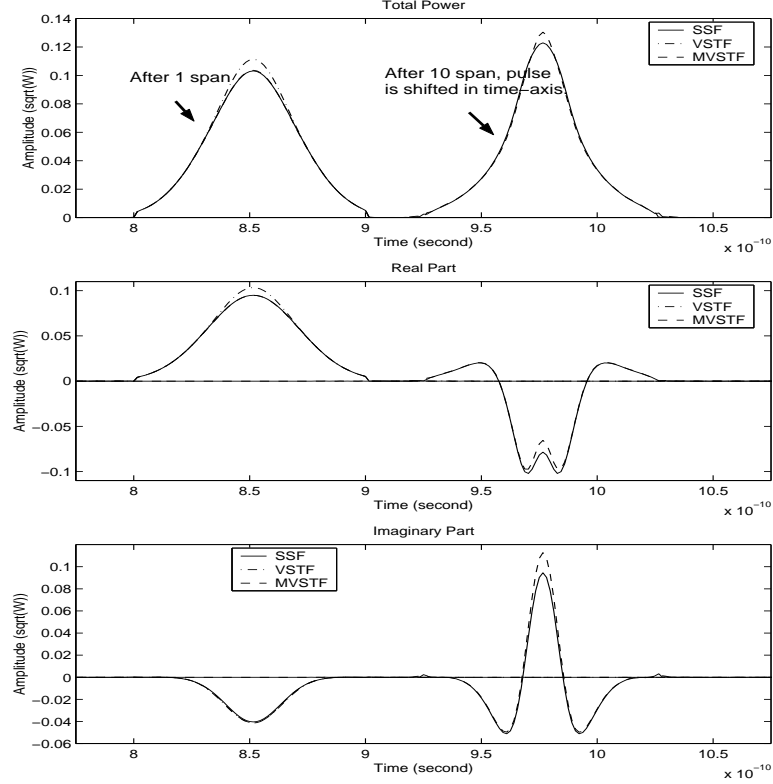 Total Power
0.14
0.12
0.1
0.08
0.06
0.04
0.02
0
Amplitude (sqrt(W))
After 1 span
After 10 span, pulse
is shifted in time-axis.
SSF
VSTF
MVSTF
8
8.5
9
9.5
10
10.5
Time (second)
x 10^-10
Real Part
0.1
0.05
0
−0.05
−0.1
Amplitude (sqrt(W))
SSF
VSTF
MVSTF
8
8.5
9
9.5
10
10.5
Time (second)
x 10^-10
Imaginary Part
0.1
0.08
0.06
0.04
0.02
0
−0.02
−0.04
−0.06
Amplitude (sqrt(W))
SSF
VSTF
MVSTF
8
8.5
9
9.5
10
10.5
Time (second)
x 10^-10